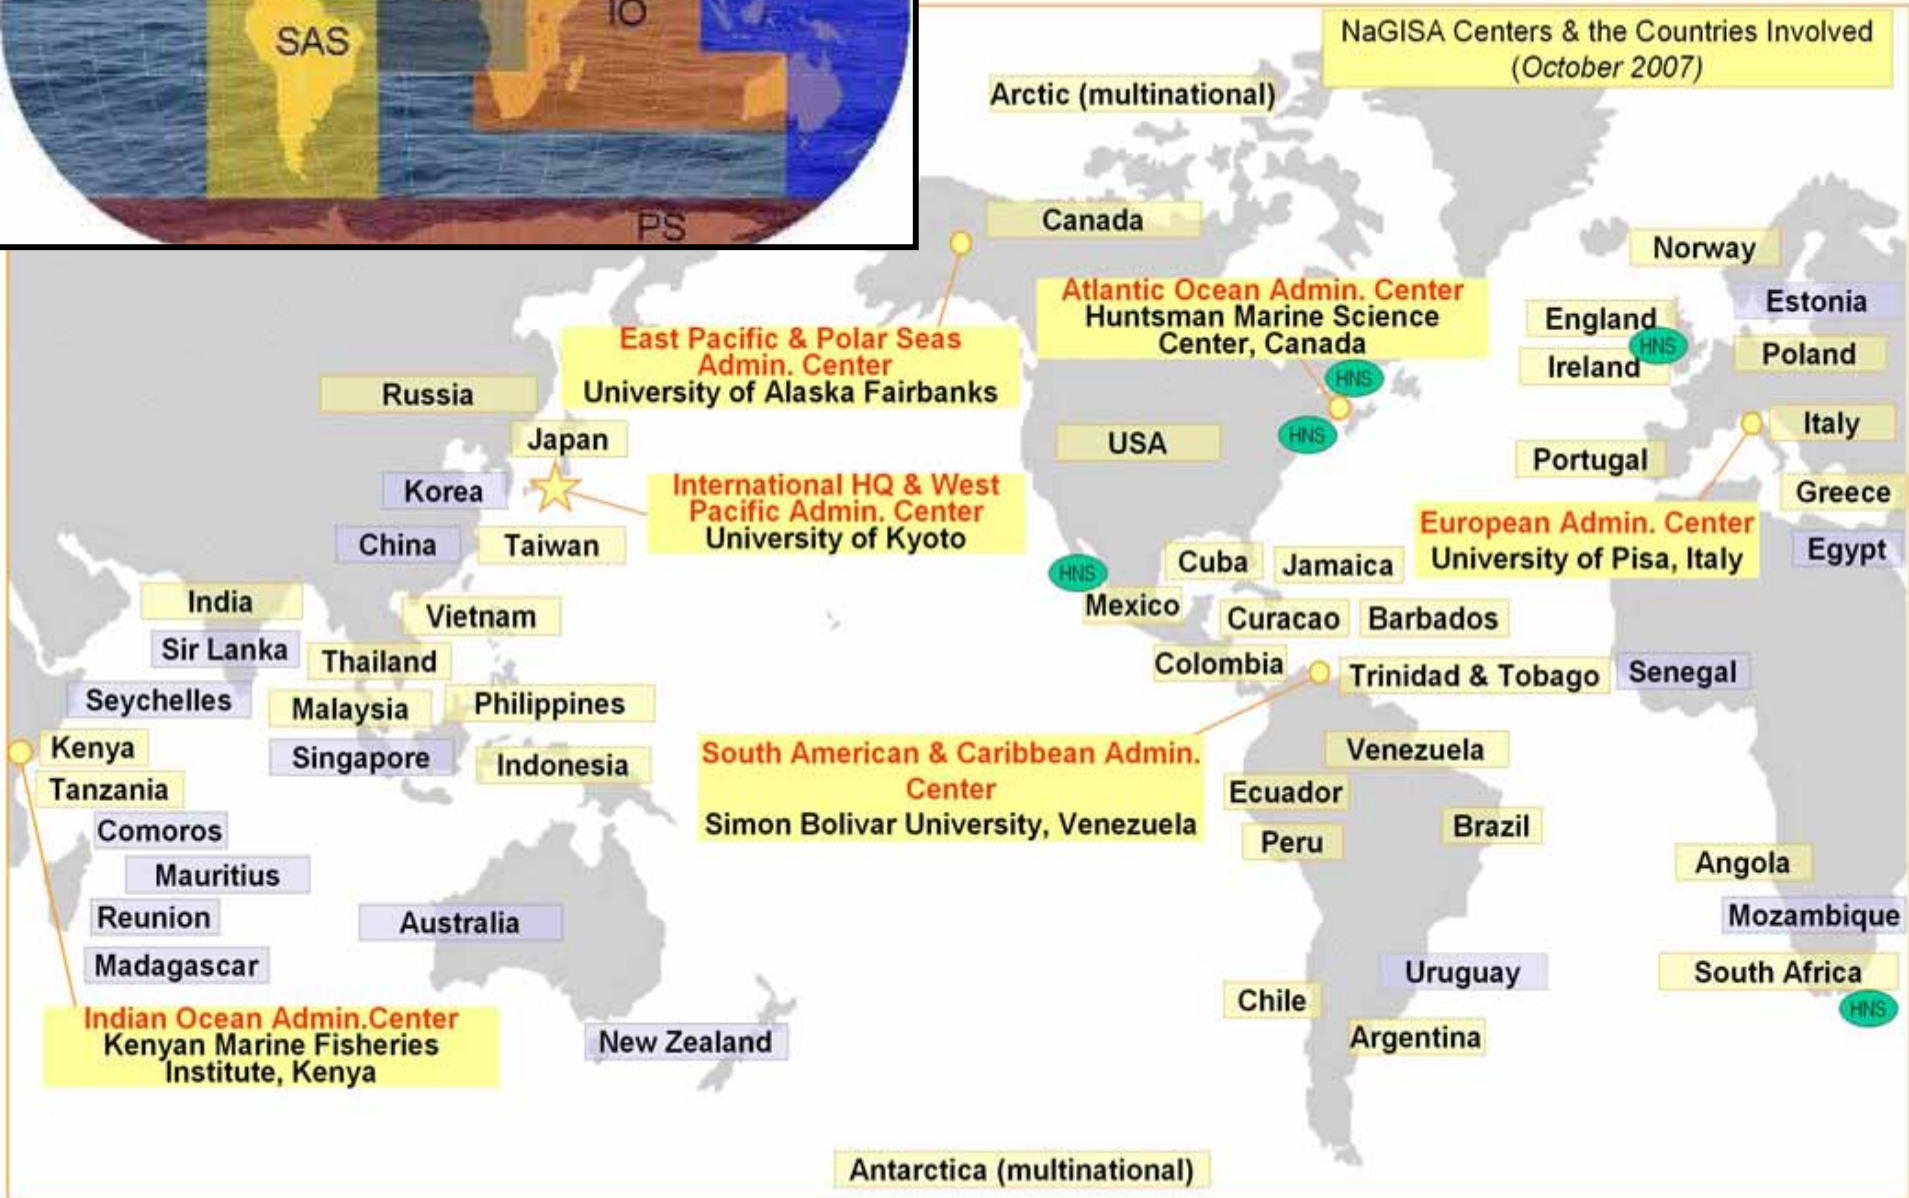 IO
SAS
PS
NaGISA Centers & the Countries Involved
(October 2007)
Arctic (multinational)
Canada
Norway
Atlantic Ocean Admin. Center
Huntsman Marine Science
Center, Canada
Estonia
England
HNS
Ireland
Poland
East Pacific & Polar Seas
Admin. Center
University of Alaska Fairbanks
HNS
Russia
Japan
USA
HNS
Italy
Portugal
Korea
International HQ & West
Pacific Admin. Center
University of Kyoto
Greece
European Admin. Center
University of Pisa, Italy
China
Taiwan
Egypt
Cuba
Jamaica
HNS
Mexico
India
Vietnam
Curacao
Barbados
Sir Lanka
Thailand
Colombia
Trinidad & Tobago
Senegal
Seychelles
Malaysia
Philippines
Kenya
Singapore
Indonesia
South American & Caribbean Admin.
Center
Simon Bolivar University, Venezuela
Venezuela
Tanzania
Ecuador
Comoros
Peru
Brazil
Mauritius
Angola
Reunion
Australia
Mozambique
Madagascar
Uruguay
South Africa
HNS
Chile
Indian Ocean Admin.Center
Kenyan Marine Fisheries
Institute, Kenya
New Zealand
Argentina
Antarctica (multinational)